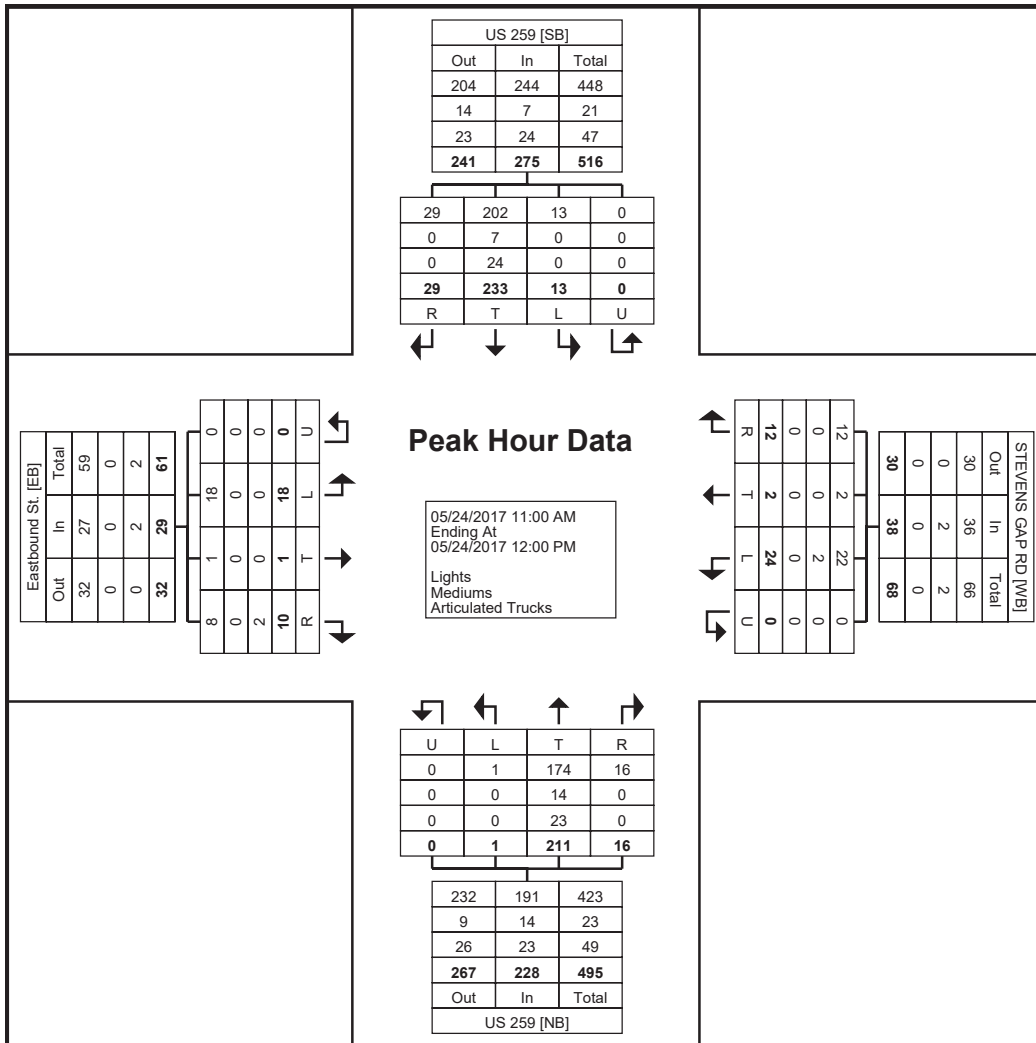 US 259 [SB]
Out In Total
204 244 448
14 7 21
23 24 47
241 275 516
29 202 13 0
0 7 0 0
0 24 0 0
29 233 13 0
R T L U
Eastbound St. [EB]
Out In Total
32 27 59
0 0 0
0 2 2
32 29 61
0 18 1 8
0 0 0 0
0 0 0 2
0 18 1 10
U L T R
Peak Hour Data
05/24/2017 11:00 AM
Ending At
05/24/2017 12:00 PM
Lights
Mediums
Articulated Trucks
STEVENS GAP RD [WB]
Out In Total
30 36 66
0 2 2
0 0 0
30 38 68
12 2 22 0
0 0 2 0
0 0 0 0
12 2 24 0
R T L U
U L T R
0 1 174 16
0 0 14 0
0 0 23 0
0 1 211 16
232 191 423
9 14 23
26 23 49
267 228 495
Out In Total
US 259 [NB]